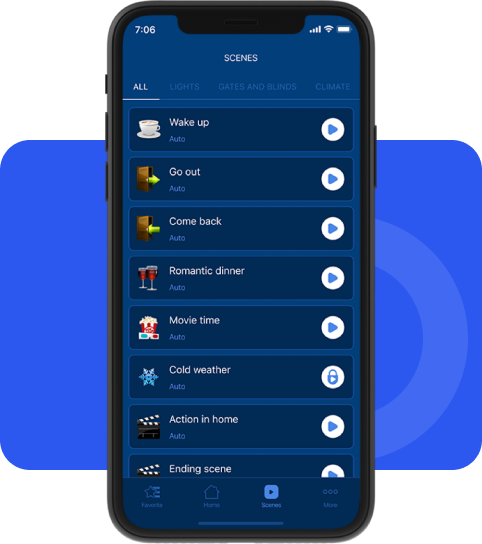 7:06
SCENES
ALL LIGHTS GATES AND BLINDS CLIMATE
Wake up
Auto
Go out
Auto
Come back
Auto
Romantic dinner
Auto
Movie time
Auto
Cold weather
Auto
Action in home
Auto
Ending scene
Favorite Home Scenes More